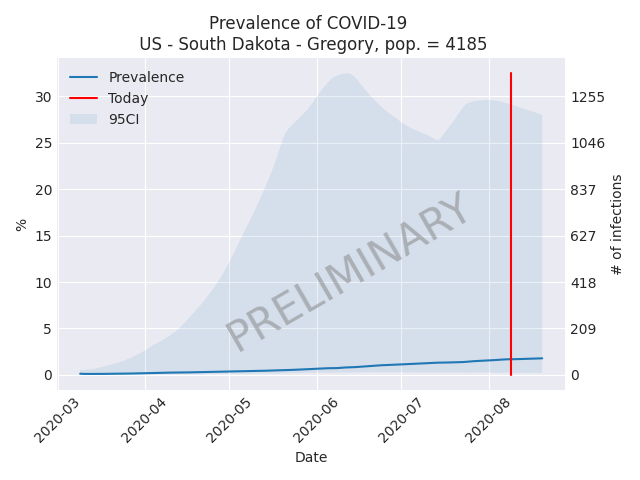 Prevalence of COVID-19
US - South Dakota - Gregory, pop. = 4185
Prevalence
Today
95CI
30
25
20
15
10
5
0
%
1255
1046
837
627
418
209
0
# of infections
PRELIMINARY
2020-03
2020-04
2020-05
2020-06
2020-07
2020-08
Date